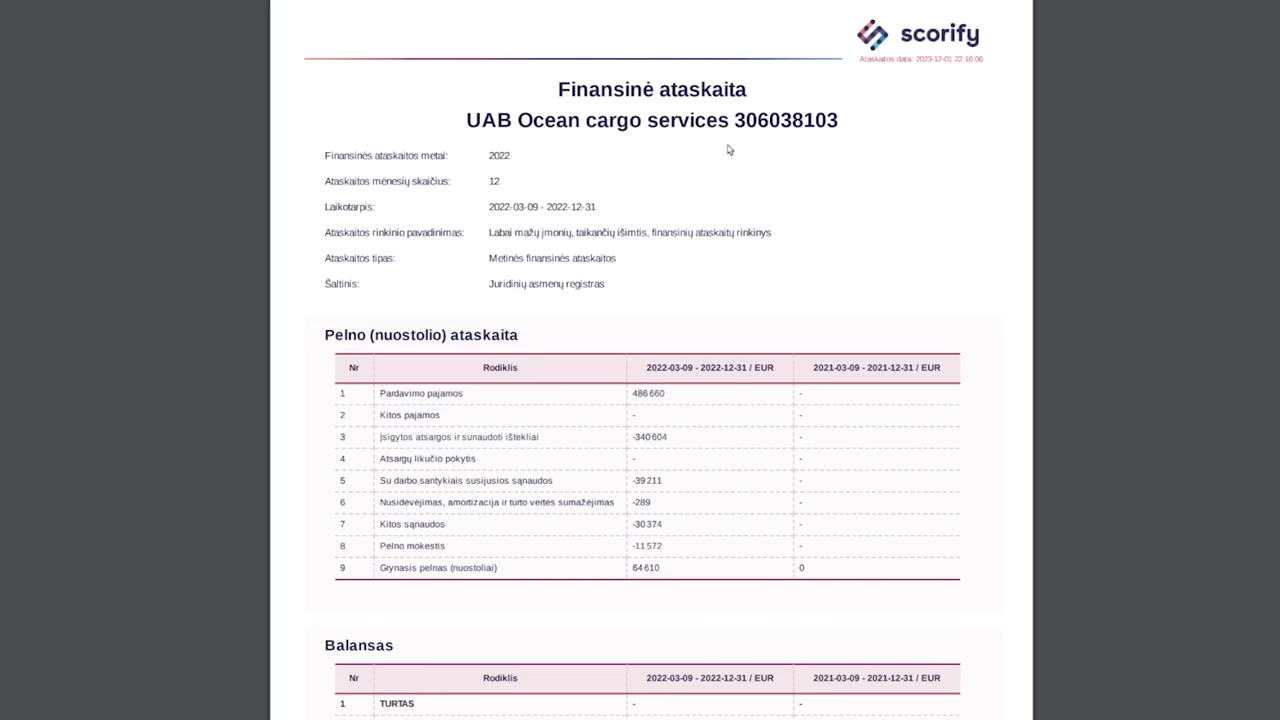 scorify
Ataskaitos data: 2023-12-01 22:16:06
Finansinė ataskaita
UAB Ocean cargo services 306038103
Finansinės ataskaitos metai: 2022
Ataskaitos mėnesių skaičius: 12
Laikotarpis: 2022-03-09 - 2022-12-31
Ataskaitos rinkinio pavadinimas: Labai mažų įmonių, taikančių išimtis, finansinių ataskaitų rinkinys
Ataskaitos tipas: Metinės finansinės ataskaitos
Šaltinis: Juridinių asmenų registras
Pelno (nuostolio) ataskaita
Nr Rodiklis 2022-03-09 - 2022-12-31 / EUR 2021-03-09 - 2021-12-31 / EUR
1 Pardavimo pajamos 486 660 -
2 Kitos pajamos - -
3 Įsigytos atsargos ir sunaudoti ištekliai -340 604 -
4 Atsargų likučio pokytis - -
5 Su darbo santykiais susijusios sąnaudos -39 211 -
6 Nusidėvėjimas, amortizacija ir turto vertės sumažėjimas -289 -
7 Kitos sąnaudos -30 374 -
8 Pelno mokestis -11 572 -
9 Grynasis pelnas (nuostoliai) 64 610 0
Balansas
Nr Rodiklis 2022-03-09 - 2022-12-31 / EUR 2021-03-09 - 2021-12-31 / EUR
1 TURTAS - -